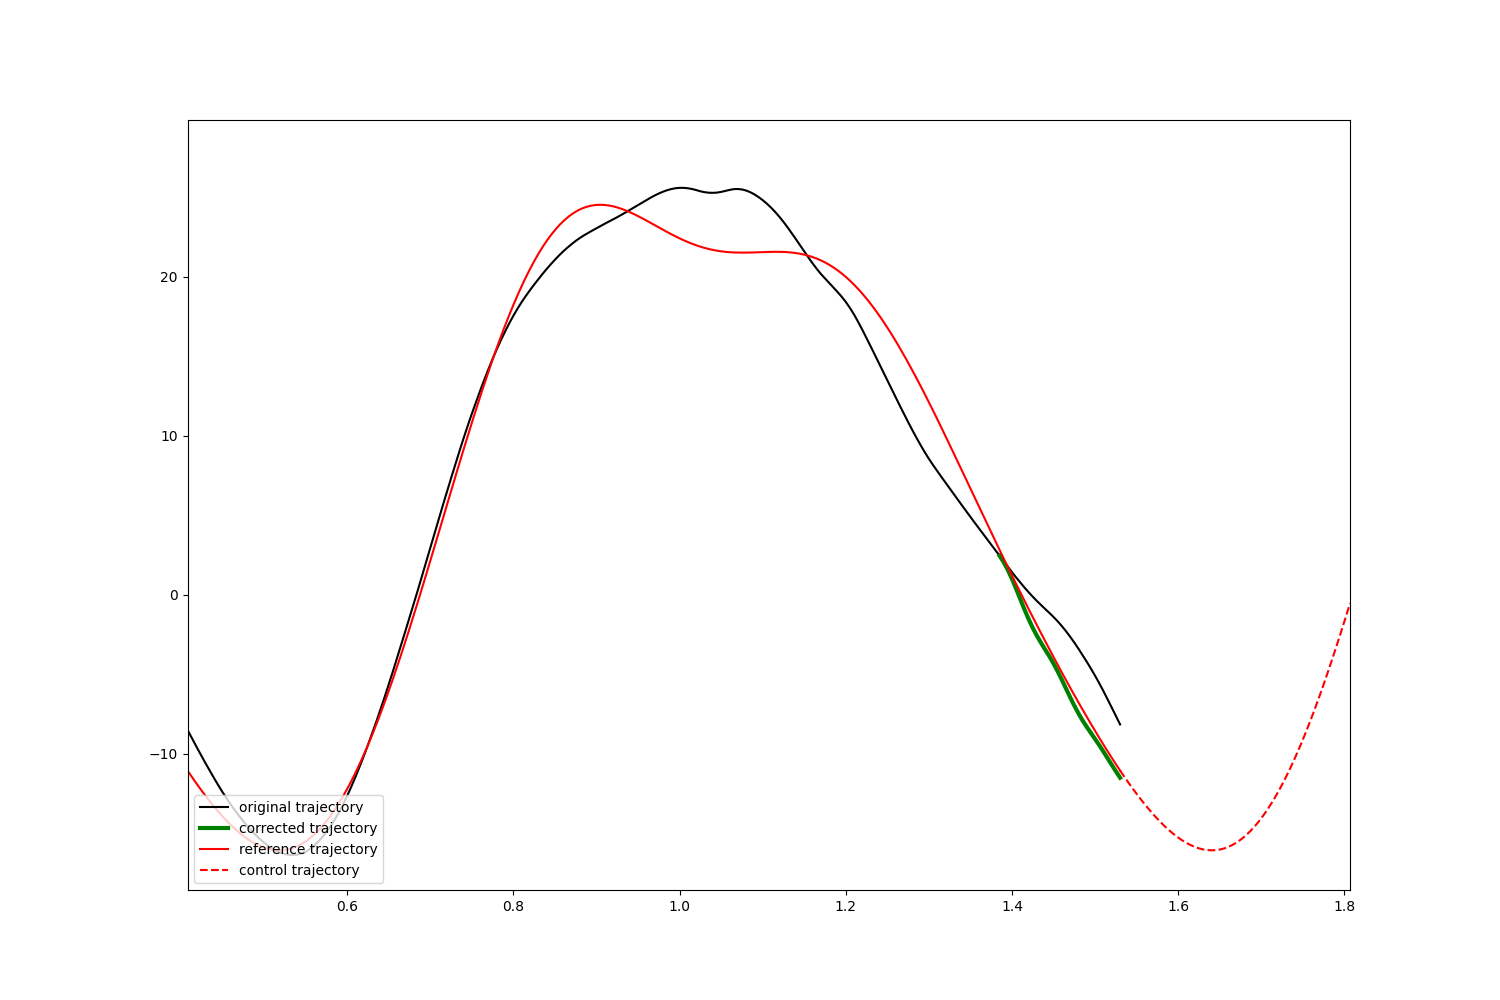 20
10
0
−10
original trajectory
corrected trajectory
reference trajectory
control trajectory
0.6 0.8 1.0 1.2 1.4 1.6 1.8